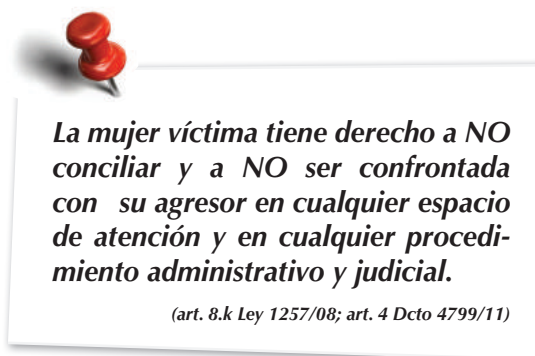 La mujer víctima tiene derecho a NO
conciliar y a NO ser confrontada
con su agresor en cualquier espacio
de atención y en cualquier procedi-
miento administrativo y judicial.
(art. 8.k Ley 1257/08; art. 4 Dcto 4799/11)